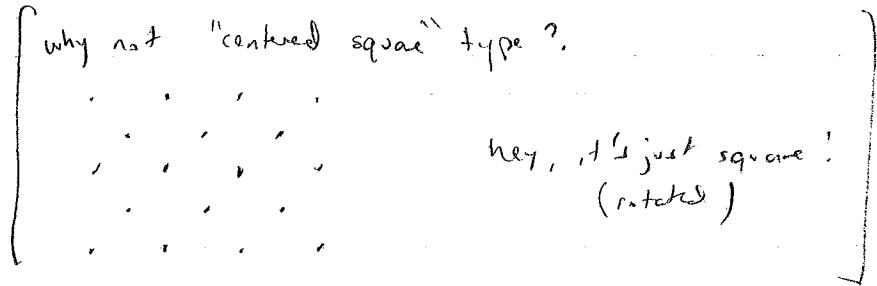 why not "centered square" type?
hey, it's just square!
(rotated)